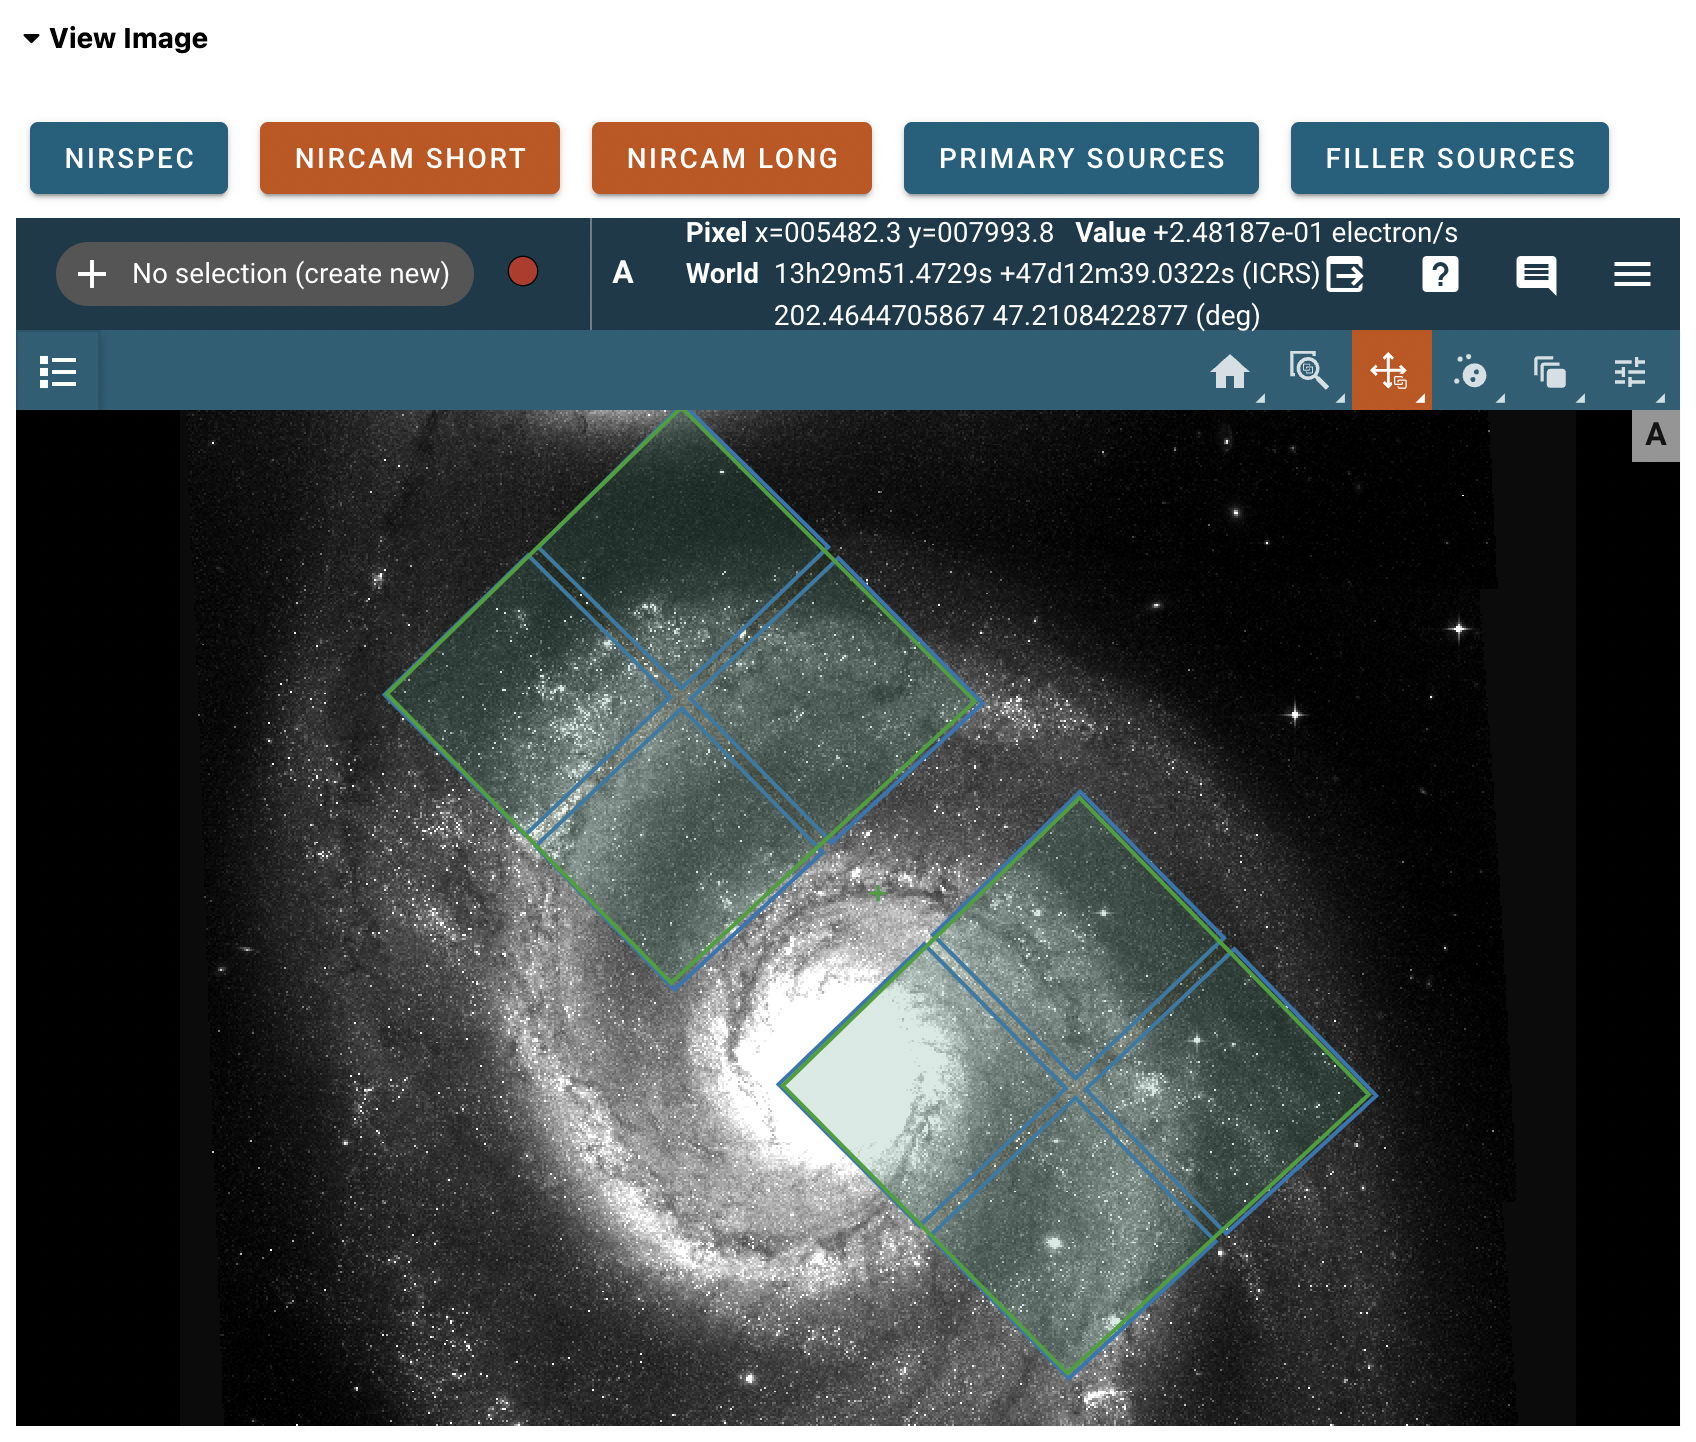 View Image
NIRSPEC
NIRCAM SHORT
NIRCAM LONG
PRIMARY SOURCES
FILLER SOURCES
No selection (create new)
A
Pixel x=005482.3 y=007993.8 Value +2.48187e-01 electron/s
World 13h29m51.4729s +47d12m39.0322s (ICRS)
202.4644705867 47.2108422877 (deg)
?
A